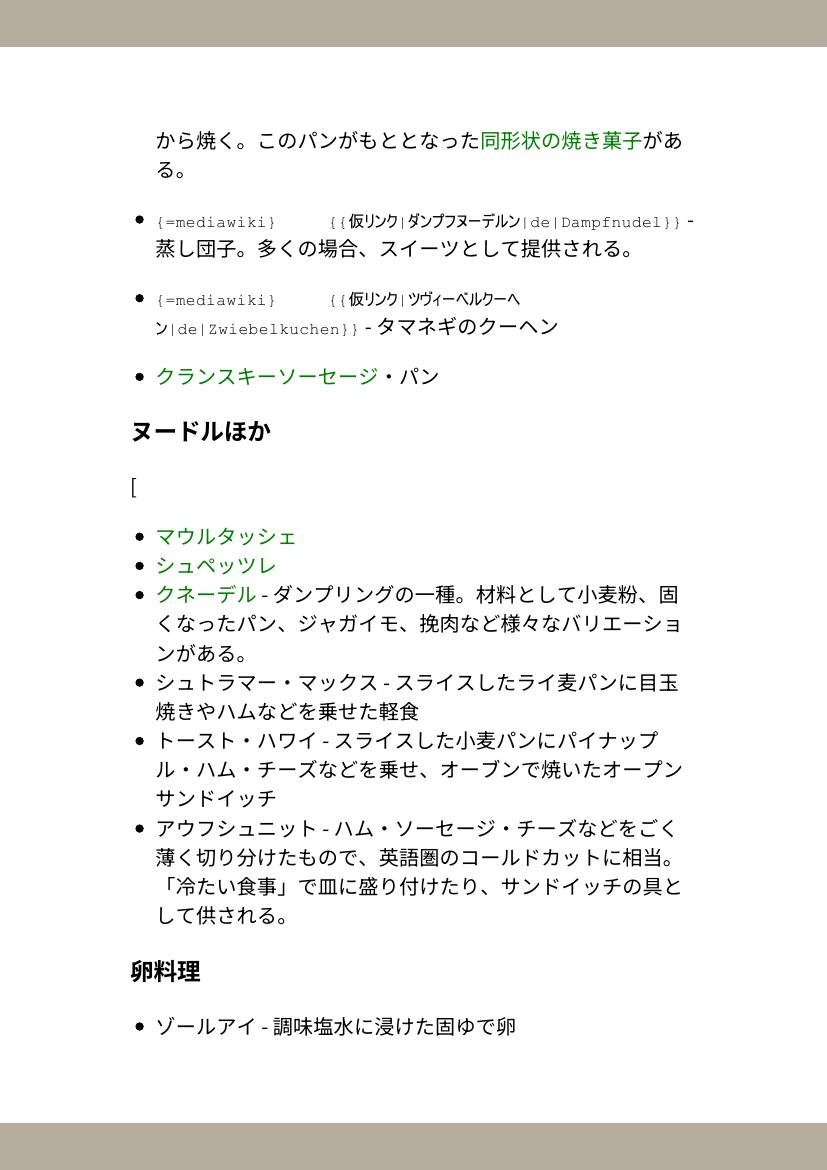 から焼く。このパンがもととなった同形状の焼き菓子があ
る。
• {=mediawiki} {{仮リンク|ダンプフヌーデルン|de|Dampfnudel}} -
蒸し団子。多くの場合、スイーツとして提供される。
• {=mediawiki} {{仮リンク|ツヴィーベルクーヘ
ン|de|Zwiebelkuchen}} - タマネギのクーヘン
• クランスキーソーセージ・パン
ヌードルほか
[
• マウルタッシェ
• シュペッツレ
• クネーデル - ダンプリングの一種。材料として小麦粉、固
くなったパン、ジャガイモ、挽肉など様々なバリエーショ
ンがある。
• シュトラマー・マックス - スライスしたライ麦パンに目玉
焼きやハムなどを乗せた軽食
• トースト・ハワイ - スライスした小麦パンにパイナップ
ル・ハム・チーズなどを乗せ、オーブンで焼いたオープン
サンドイッチ
• アウフシュニット - ハム・ソーセージ・チーズなどをごく
薄く切り分けたもので、英語圏のコールドカットに相当。
「冷たい食事」で皿に盛り付けたり、サンドイッチの具と
して供される。
卵料理
• ゾールアイ - 調味塩水に浸けた固ゆで卵